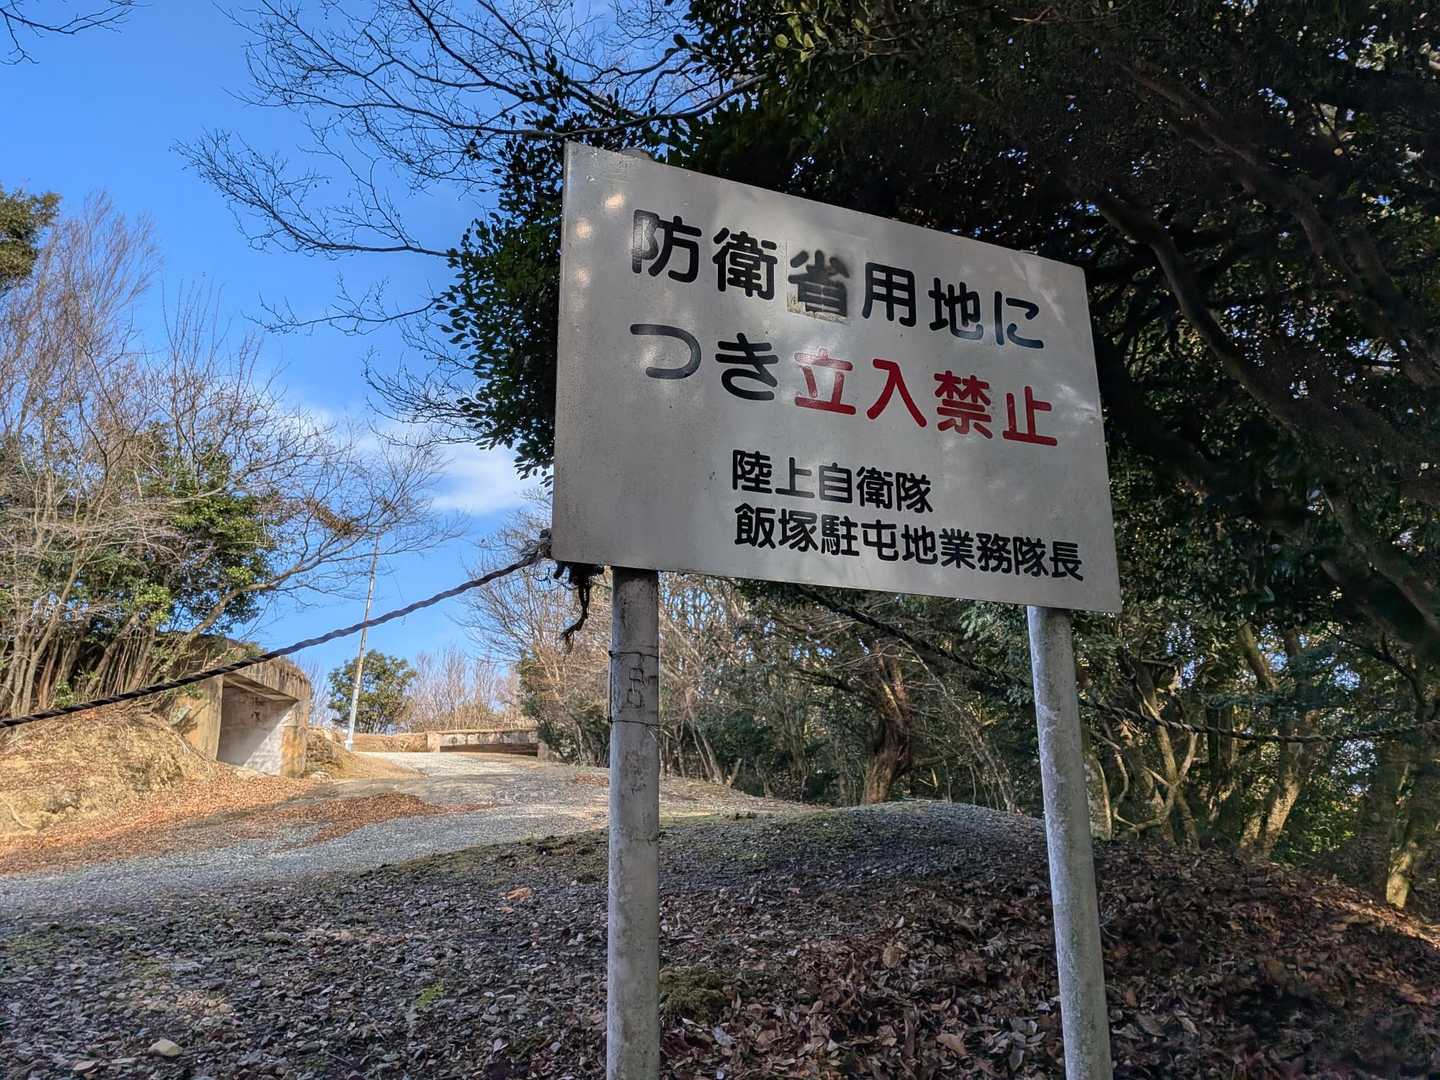 防衛省用地に
つき立入禁止
陸上自衛隊
飯塚駐屯地業務隊長